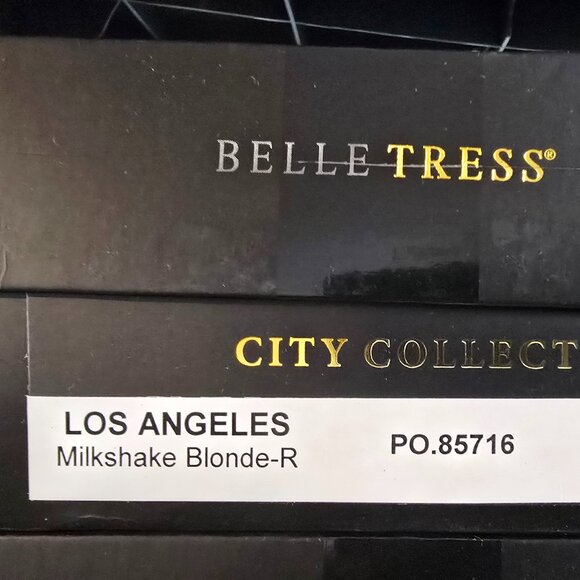 BELLE TRESS®
CITY COLLECT
LOS ANGELES
Milkshake Blonde-R
PO.85716